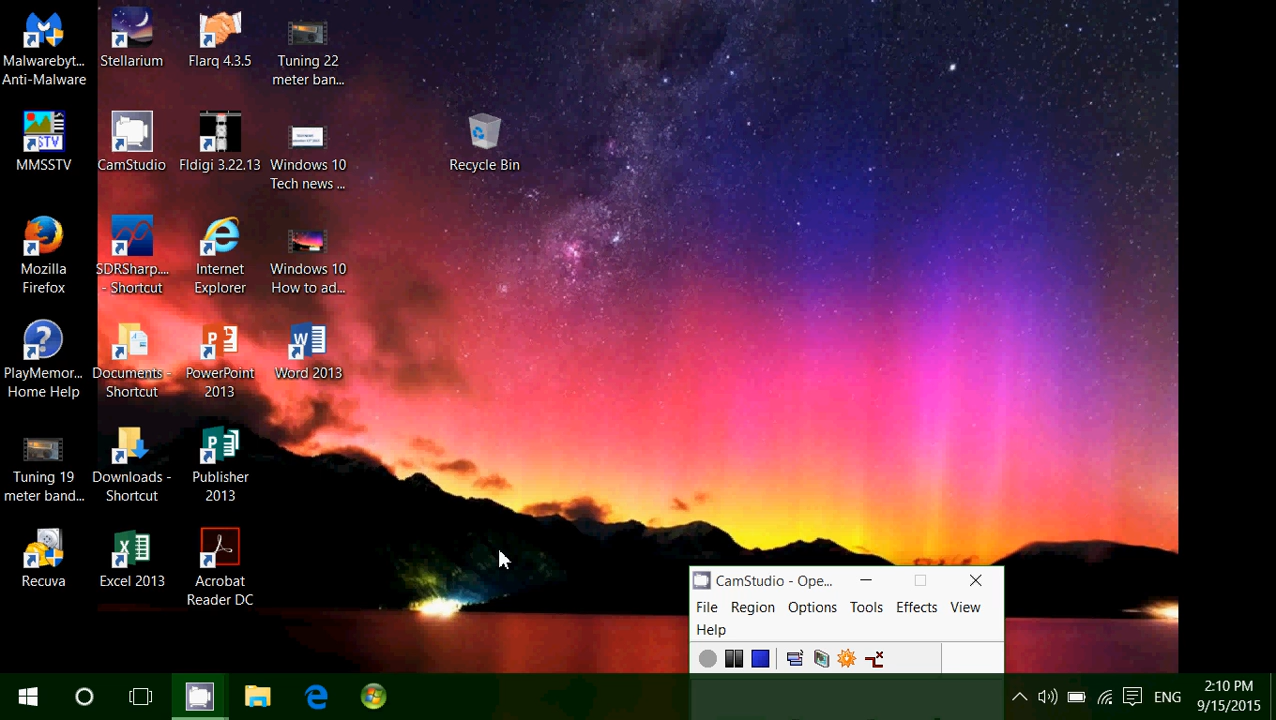 Malwarebyt...
Anti-Malware
Stellarium
Flarq 4.3.5
Tuning 22
meter ban...
MMSSTV
CamStudio
Fldigi 3.22.13
Windows 10
Tech news ...
Recycle Bin
Mozilla
Firefox
SDRSharp....
- Shortcut
Internet
Explorer
Windows 10
How to ad...
PlayMemor...
Home Help
Documents -
Shortcut
PowerPoint
2013
Word 2013
Tuning 19
meter band...
Downloads -
Shortcut
Publisher
2013
Recuva
Excel 2013
Acrobat
Reader DC
CamStudio - Ope...
File Region Options Tools Effects View
Help
ENG
2:10 PM
9/15/2015